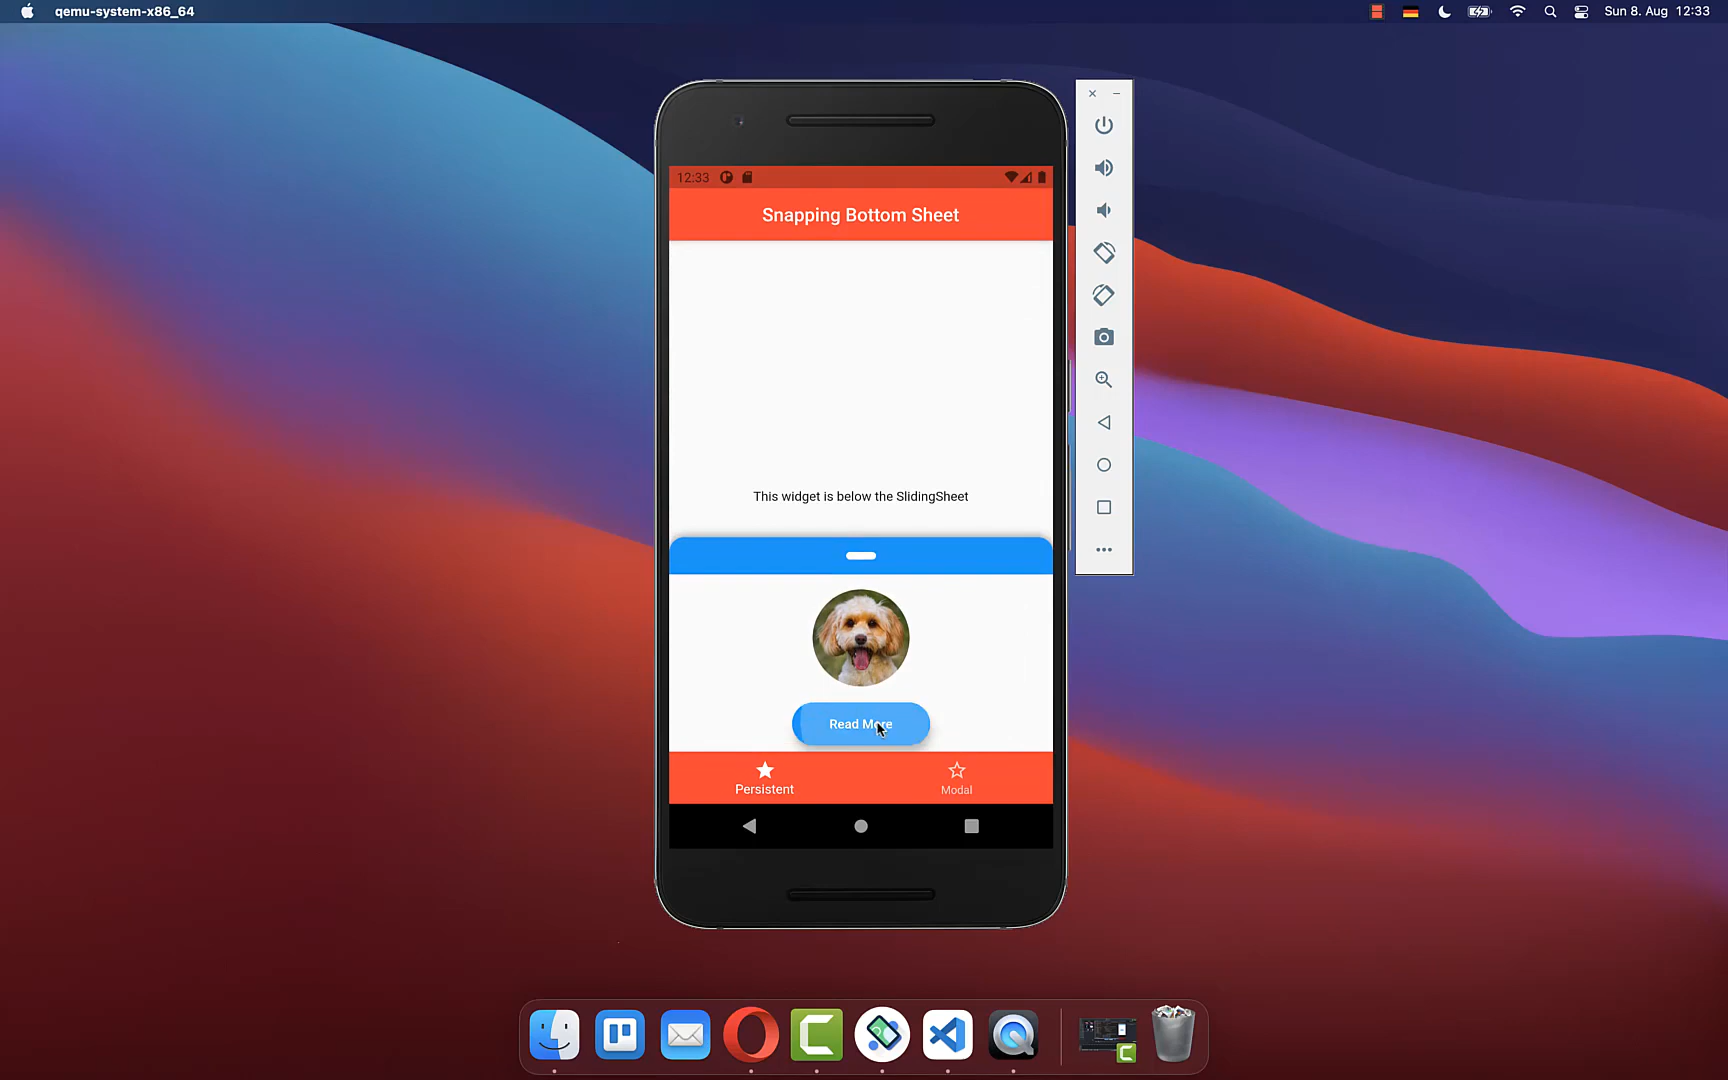 qemu-system-x86_64
Sun 8. Aug 12:33
12:33
Snapping Bottom Sheet
This widget is below the SlidingSheet
Read More
Persistent
Modal